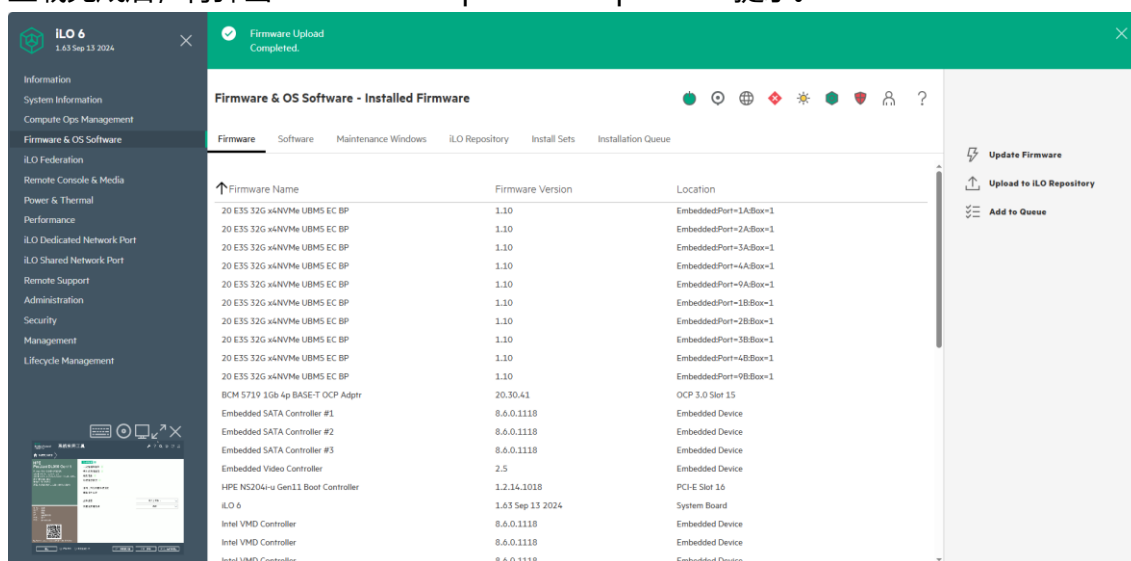 iLO 6
1.63 Sep 13 2024
Firmware Upload
Completed.
Information
System Information
Compute Ops Management
Firmware & OS Software
iLO Federation
Remote Console & Media
Power & Thermal
Performance
iLO Dedicated Network Port
iLO Shared Network Port
Remote Support
Administration
Security
Management
Lifecycle Management
Firmware & OS Software - Installed Firmware
Firmware Software Maintenance Windows iLO Repository Install Sets Installation Queue
Firmware Name Firmware Version Location
20 E3S 32G x4NVMe UBM5 EC BP 1.10 Embedded:Port=1A:Box=1
20 E3S 32G x4NVMe UBM5 EC BP 1.10 Embedded:Port=2A:Box=1
20 E3S 32G x4NVMe UBM5 EC BP 1.10 Embedded:Port=3A:Box=1
20 E3S 32G x4NVMe UBM5 EC BP 1.10 Embedded:Port=4A:Box=1
20 E3S 32G x4NVMe UBM5 EC BP 1.10 Embedded:Port=9A:Box=1
20 E3S 32G x4NVMe UBM5 EC BP 1.10 Embedded:Port=1B:Box=1
20 E3S 32G x4NVMe UBM5 EC BP 1.10 Embedded:Port=2B:Box=1
20 E3S 32G x4NVMe UBM5 EC BP 1.10 Embedded:Port=3B:Box=1
20 E3S 32G x4NVMe UBM5 EC BP 1.10 Embedded:Port=4B:Box=1
20 E3S 32G x4NVMe UBM5 EC BP 1.10 Embedded:Port=9B:Box=1
BCM 5719 1Gb 4p BASE-T OCP Adptr 20.30.41 OCP 3.0 Slot 15
Embedded SATA Controller #1 8.6.0.1118 Embedded Device
Embedded SATA Controller #2 8.6.0.1118 Embedded Device
Embedded SATA Controller #3 8.6.0.1118 Embedded Device
Embedded Video Controller 2.5 Embedded Device
HPE NS204i-u Gen11 Boot Controller 1.2.14.1018 PCI-E Slot 16
iLO 6 1.63 Sep 13 2024 System Board
Intel VMD Controller 8.6.0.1118 Embedded Device
Intel VMD Controller 8.6.0.1118 Embedded Device
Intel VMD Controller 8.6.0.1118 Embedded Device
Update Firmware
Upload to iLO Repository
Add to Queue